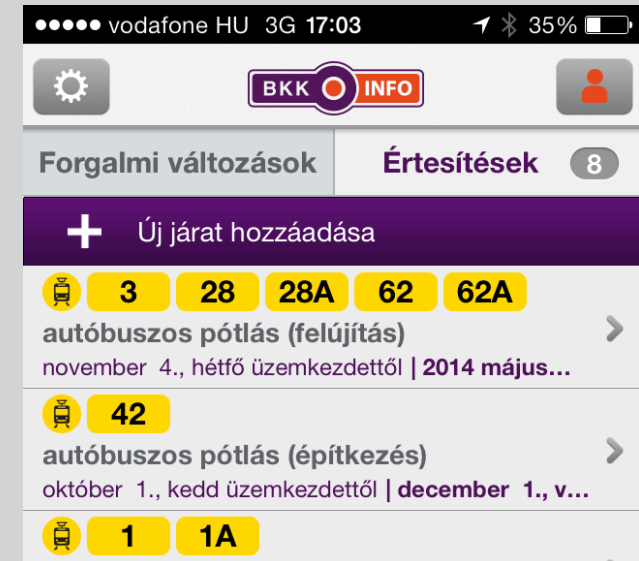 vodafone HU 3G 17:03 35%
BKK INFO
Forgalmi változások Értesítések 8
Új járat hozzáadása
3 28 28A 62 62A
autóbuszos pótlás (felújítás)
november 4., hétfő üzemkezdettől | 2014 május...
42
autóbuszos pótlás (építkezés)
október 1., kedd üzemkezdettől | december 1., v...
1 1A